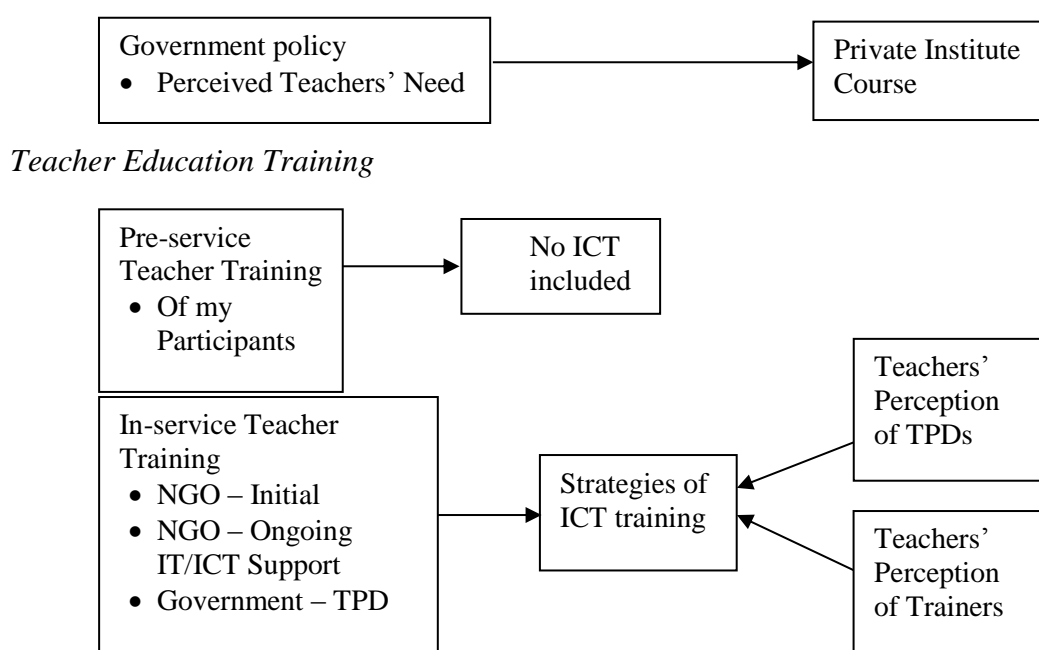 Government policy
• Perceived Teachers’ Need
Private Institute
Course
Teacher Education Training
Pre-service
Teacher Training
• Of my
Participants
No ICT
included
In-service Teacher
Training
• NGO – Initial
• NGO – Ongoing
IT/ICT Support
• Government – TPD
Strategies of
ICT training
Teachers’
Perception
of TPDs
Teachers’
Perception
of Trainers